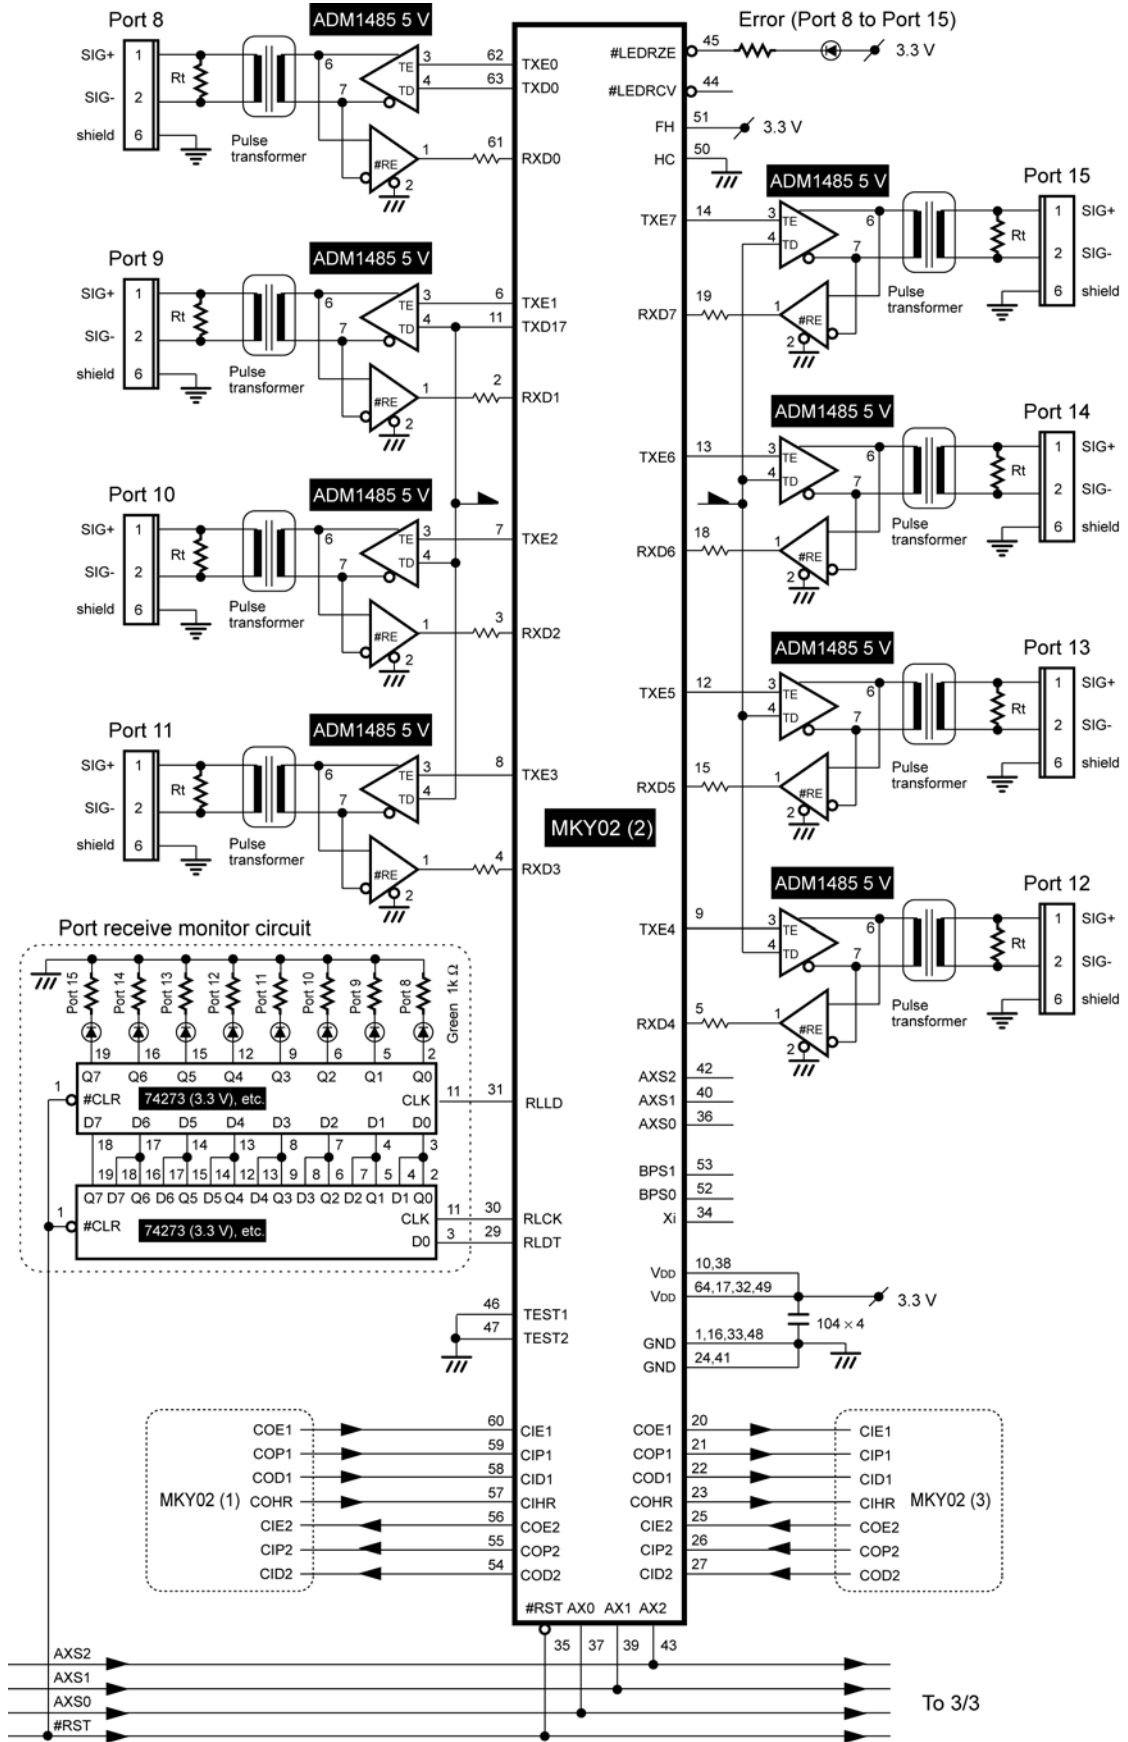 Port 8
ADM1485 5 V
SIG+ 1
Rt
SIG- 2
shield 6
Pulse
transformer
6
7
TE 3
TD 4
#RE 1
2
62 TXE0
63 TXD0
61 RXD0
Port 9
ADM1485 5 V
SIG+ 1
Rt
SIG- 2
shield 6
Pulse
transformer
6
7
TE 3
TD 4
#RE 1
2
6 TXE1
11 TXD17
2 RXD1
Port 10
ADM1485 5 V
SIG+ 1
Rt
SIG- 2
shield 6
Pulse
transformer
6
7
TE 3
TD 4
#RE 1
2
7 TXE2
3 RXD2
Port 11
ADM1485 5 V
SIG+ 1
Rt
SIG- 2
shield 6
Pulse
transformer
6
7
TE 3
TD 4
#RE 1
2
8 TXE3
4 RXD3
MKY02 (2)
Error (Port 8 to Port 15)
#LEDRZE 45 3.3 V
#LEDRCV 44
FH 51 3.3 V
HC 50
ADM1485 5 V
Port 15
TXE7 14
3 TE
4 TD
6
7
1 SIG+
Rt
2 SIG-
6 shield
Pulse
transformer
RXD7 19
1 #RE
2
ADM1485 5 V
Port 14
TXE6 13
3 TE
4 TD
6
7
1 SIG+
Rt
2 SIG-
6 shield
Pulse
transformer
RXD6 18
1 #RE
2
ADM1485 5 V
Port 13
TXE5 12
3 TE
4 TD
6
7
1 SIG+
Rt
2 SIG-
6 shield
Pulse
transformer
RXD5 15
1 #RE
2
ADM1485 5 V
Port 12
TXE4 9
3 TE
4 TD
6
7
1 SIG+
Rt
2 SIG-
6 shield
Pulse
transformer
RXD4 5
1 #RE
2
Port receive monitor circuit
Port 15 Port 14 Port 13 Port 12 Port 11 Port 10 Port 9 Port 8
Green 1k Ω
19 16 15 12 9 6 5 2
Q7 Q6 Q5 Q4 Q3 Q2 Q1 Q0
1 #CLR 74273 (3.3 V), etc. CLK 11 31 RLLD
D7 D6 D5 D4 D3 D2 D1 D0
18 17 14 13 8 7 4 3
19 18 16 17 15 14 12 13 9 8 6 7 5 4 2
Q7 D7 Q6 D6 Q5 D5 Q4 D4 Q3 D3 Q2 D2 Q1 D1 Q0
1 #CLR 74273 (3.3 V), etc. CLK 11 30 RLCK
D0 3 29 RLDT
46 TEST1
47 TEST2
AXS2 42
AXS1 40
AXS0 36
BPS1 53
BPS0 52
Xi 34
VDD 10,38
VDD 64,17,32,49 3.3 V
104 × 4
GND 1,16,33,48
GND 24,41
MKY02 (1)
COE1 60 CIE1
COP1 59 CIP1
COD1 58 CID1
COHR 57 CIHR
CIE2 56 COE2
CIP2 55 COP2
CID2 54 COD2
COE1 20 CIE1
COP1 21 CIP1
COD1 22 CID1
COHR 23 CIHR
CIE2 25 COE2
CIP2 26 COP2
CID2 27 COD2
MKY02 (3)
#RST AX0 AX1 AX2
35 37 39 43
AXS2
AXS1
AXS0
#RST
To 3/3